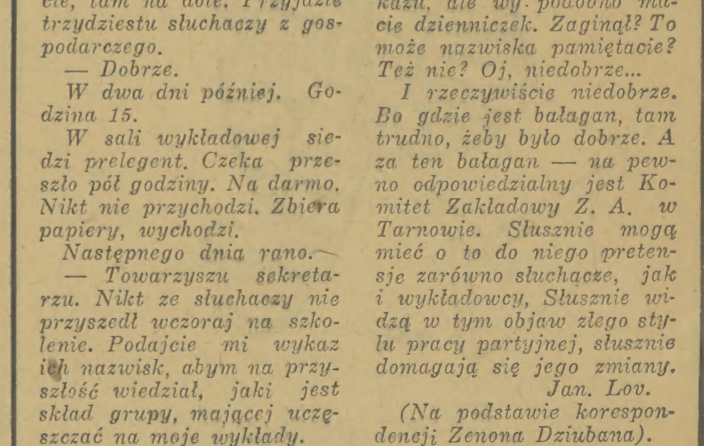 cie, tam na dole. Przyjdzie
trzydziestu słuchaczy z gos-
podarczego.
— Dobrze.
W dwa dni później. Go-
dzina 15.
W sali wykładowej sie-
dzi prelegent. Czeka prze-
szło pół godziny. Na darmo.
Nikt nie przychodzi. Zbiera
papiery, wychodzi.
Następnego dnia rano.
— Towarzyszu sekreta-
rzu. Nikt ze słuchaczy nie
przyszedł wczoraj na szko-
lenie. Podajcie mi wykaz
ich nazwisk, abym na przy-
szłość wiedział, jaki jest
skład grupy, mającej uczę-
szczać na moje wykłady.
kazu, ale wy podobno ma-
cie dzienniczek. Zaginął? To
może nazwiska pamiętacie?
Też nie? Oj, niedobrze...
I rzeczywiście niedobrze.
Bo gdzie jest bałagan, tam
trudno, żeby było dobrze. A
za ten bałagan — na pew-
no odpowiedzialny jest Ko-
mitet Zakładowy Z. A. w
Tarnowie. Słusznie mogą
mieć o to do niego preten-
sje zarówno słuchacze, jak
i wykładowcy, Słusznie wi-
dzą w tym objaw złego sty-
lu pracy partyjnej, słusznie
domagają się jego zmiany.
Jan. Lov.
(Na podstawie korespon-
dencji Zenona Dziubana).